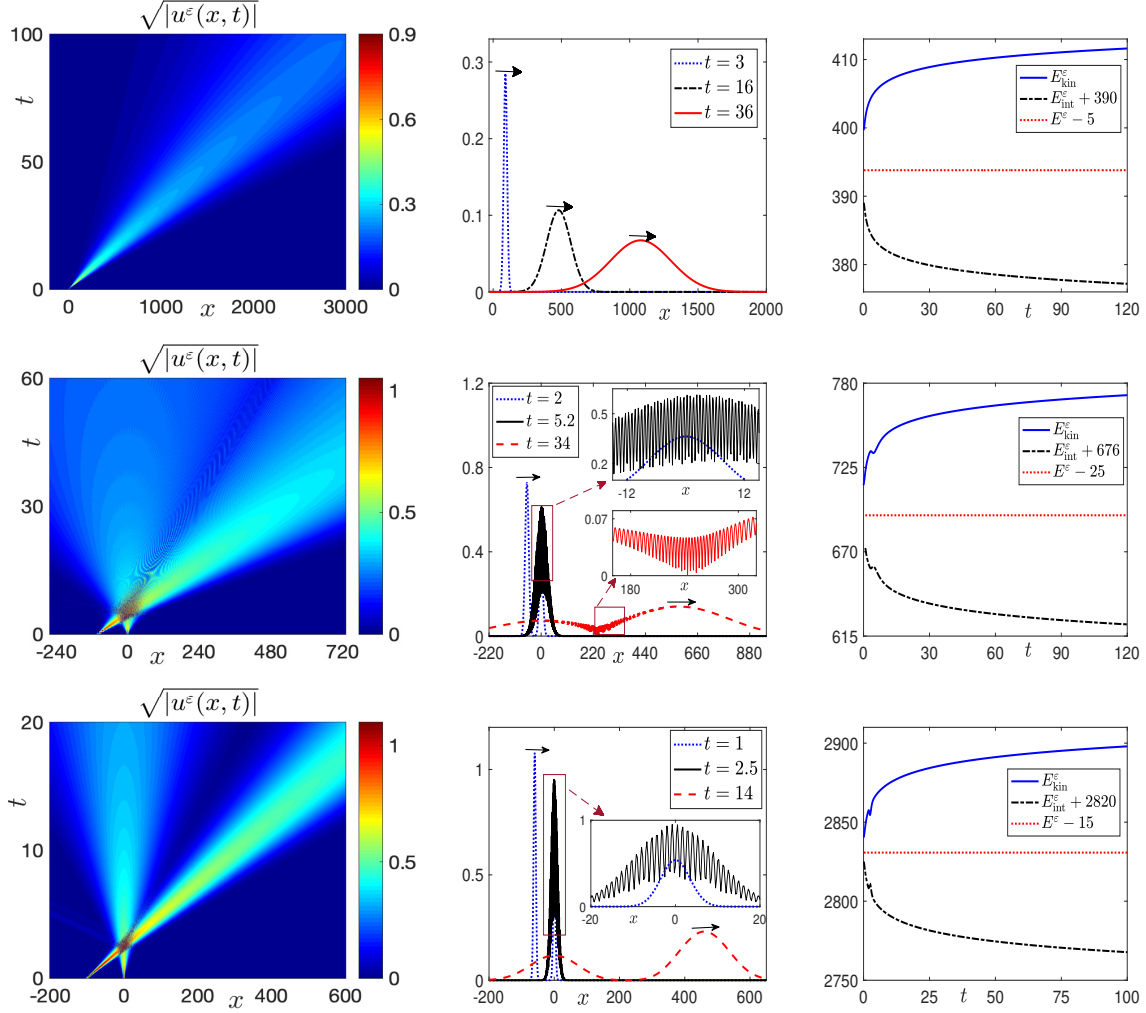 √|u^ε(x, t)|
100
50
0
t
0 1000 2000 3000
x
0.9
0.6
0.3
0
0.3
0.2
0.1
0
0 500 1000 1500 2000
x
t = 3
t = 16
t = 36
410
400
390
380
0 30 60 90 120
t
E^ε_kin
E^ε_int + 390
E^ε − 5
√|u^ε(x, t)|
60
40
30
20
0
t
-240 0 240 480 720
x
1
0.5
0
1.2
0.8
0.4
0
-220 0 220 440 660 880
x
t = 2
t = 5.2
t = 34
0.5
0.2
-12 x 12
0.07
0
180 x 300
780
725
670
615
0 30 60 90 120
t
E^ε_kin
E^ε_int + 676
E^ε − 25
√|u^ε(x, t)|
20
10
0
t
-200 0 200 400 600
x
1
0.5
0
1
0.5
0
-200 0 200 400 600
x
t = 1
t = 2.5
t = 14
1
0
-20 x 0 20
2900
2850
2800
2750
0 25 50 75 100
t
E^ε_kin
E^ε_int + 2820
E^ε − 15